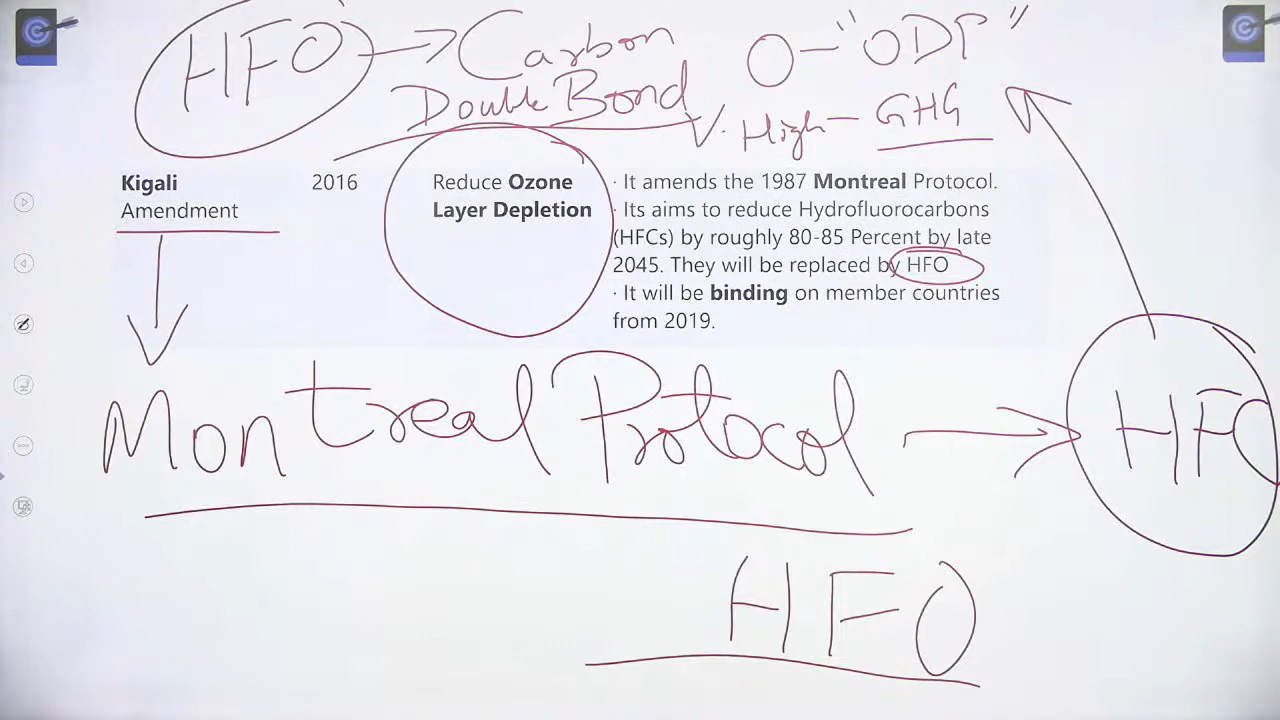 HFO → Carbon
Double Bond
O - "ODP"
V. High - GHG
Kigali
Amendment
2016
Reduce Ozone
Layer Depletion
· It amends the 1987 Montreal Protocol.
· Its aims to reduce Hydrofluorocarbons
(HFCs) by roughly 80-85 Percent by late
2045. They will be replaced by HFO
· It will be binding on member countries
from 2019.
Montreal Protocol → HFO
HFO